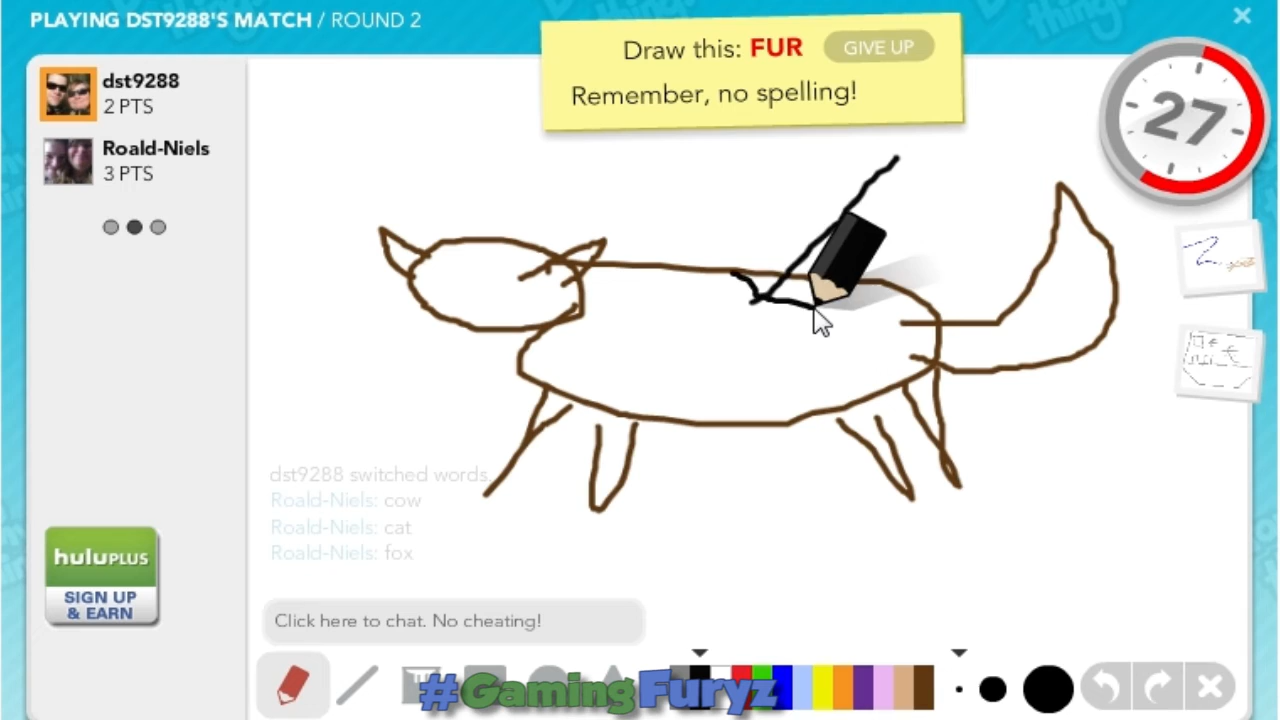 PLAYING DST9288'S MATCH / ROUND 2
Draw this: FUR GIVE UP
Remember, no spelling!
27
dst9288
2 PTS
Roald-Niels
3 PTS
dst9288 switched words.
Roald-Niels: cow
Roald-Niels: cat
Roald-Niels: fox
huluPLUS
SIGN UP
& EARN
Click here to chat. No cheating!
#GamingFuryz